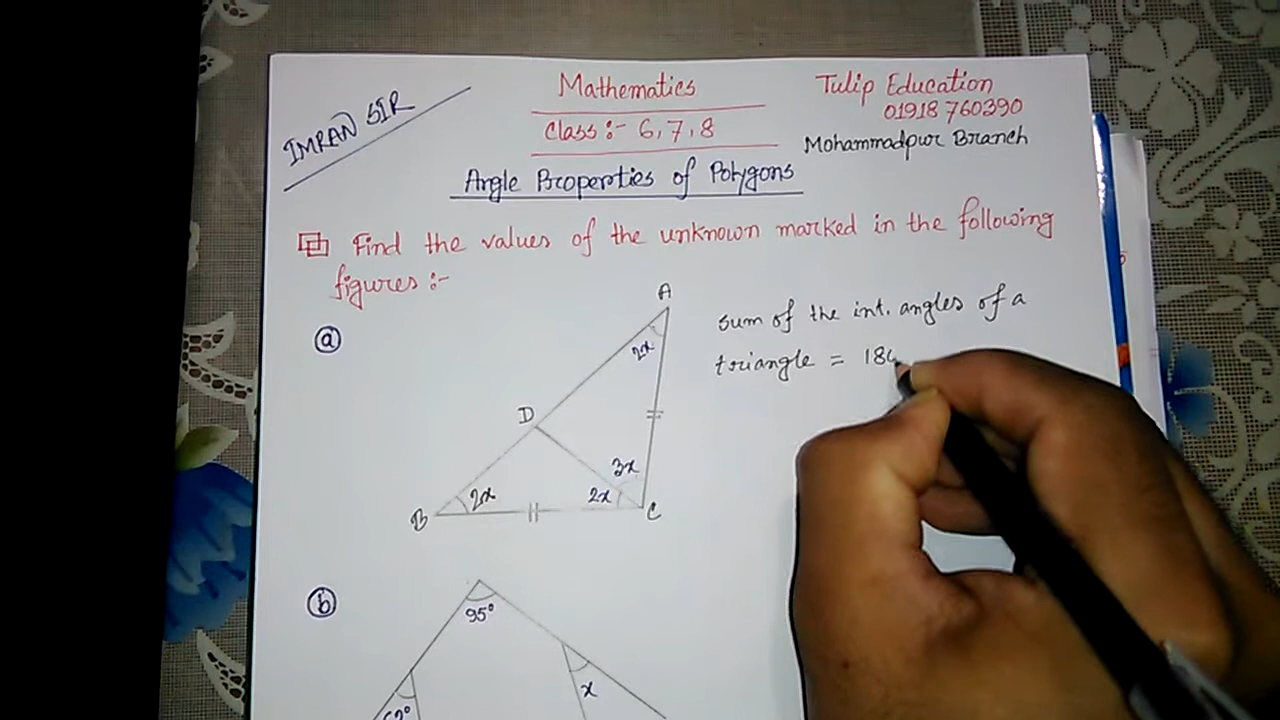 IMRAN SIR
Mathematics
Class :- 6, 7, 8
Tulip Education
01918 760390
Mohammadpur Branch
Angle Properties of Polygons
Find the values of the unknown marked in the following
figures :-
a
A
2x
D
B
2x
2x
3x
C
sum of the int. angles of a
triangle = 180
b
95°
x
62°